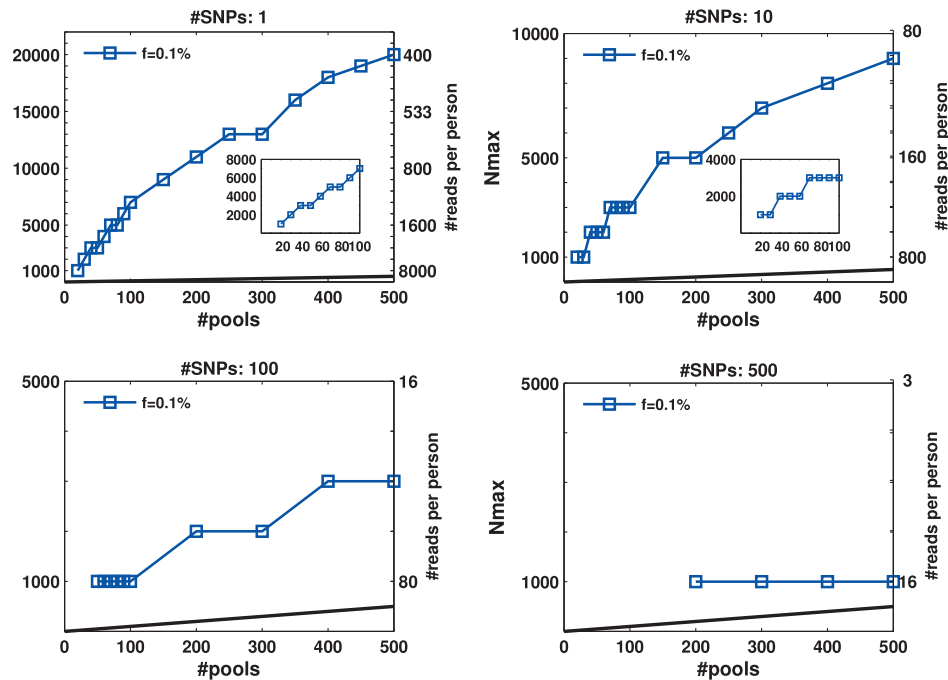 #SNPs: 1
f=0.1%
20000
15000
10000
5000
1000
400
533
800
1600
8000
#reads per person
8000
6000
4000
2000
20 40 60 80 100
0 100 200 300 400 500
#pools
#SNPs: 10
f=0.1%
Nmax
10000
5000
1000
80
160
800
#reads per person
4000
2000
20 40 60 80 100
0 100 200 300 400 500
#pools
#SNPs: 100
f=0.1%
5000
1000
16
80
#reads per person
0 100 200 300 400 500
#pools
#SNPs: 500
f=0.1%
Nmax
5000
1000
3
16
#reads per person
0 100 200 300 400 500
#pools